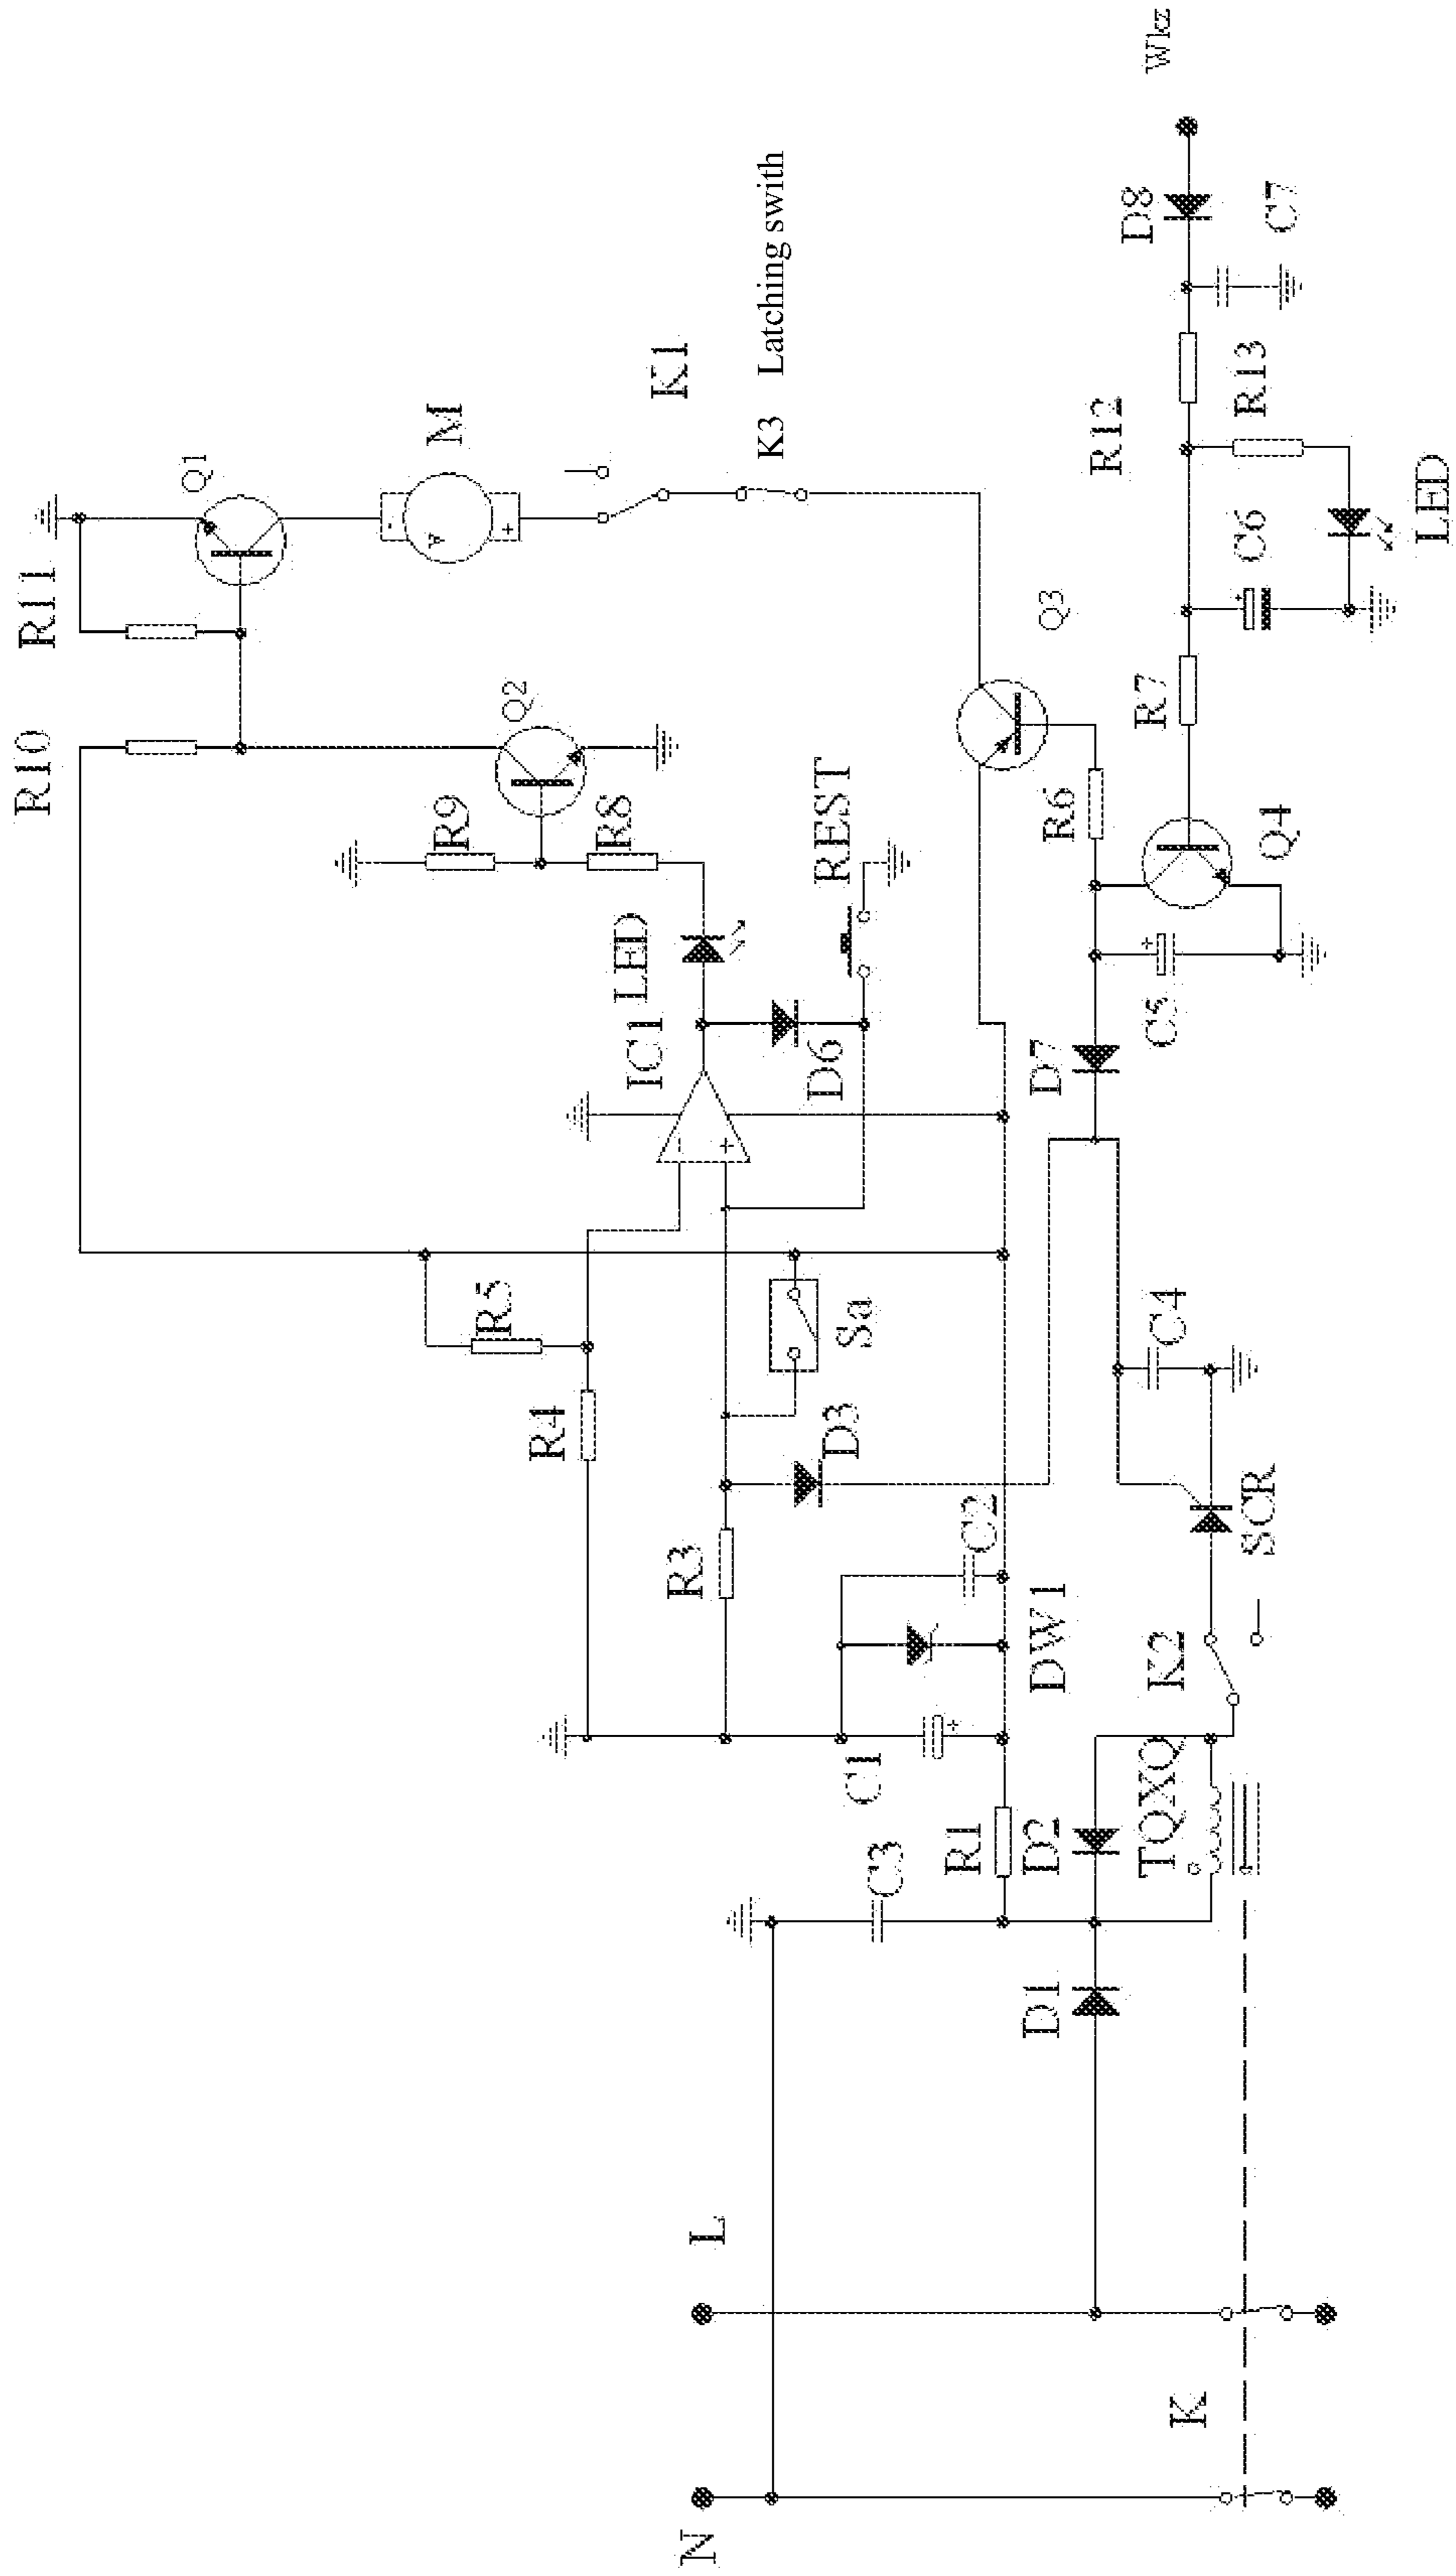 R11
R10
Q1
M
-
A
+
K1
K3 Latching swith
Q2
R9
R8
LED
IC1
-
+
D6
REST
R5
R4
Sa
D3
R3
C2
DW1
C1
+
C3
R1
D2
TQXQ
K2
SCR
C4
D1
L
N
K
Q3
R6
D7
C5
+
Q4
R7
R12
C6
+
R13
LED
D8
C7
Wkz